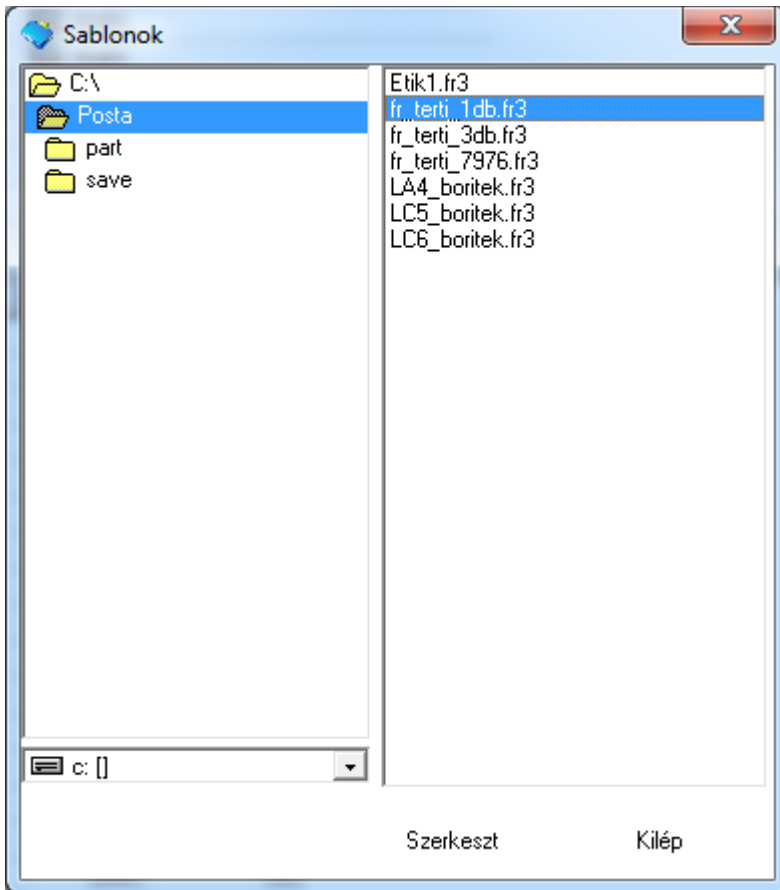 Sablonok
C:\
Posta
part
save
c: []
Etik1.fr3
fr_terti_1db.fr3
fr_terti_3db.fr3
fr_terti_7976.fr3
LA4_boritek.fr3
LC5_boritek.fr3
LC6_boritek.fr3
Szerkeszt Kilép